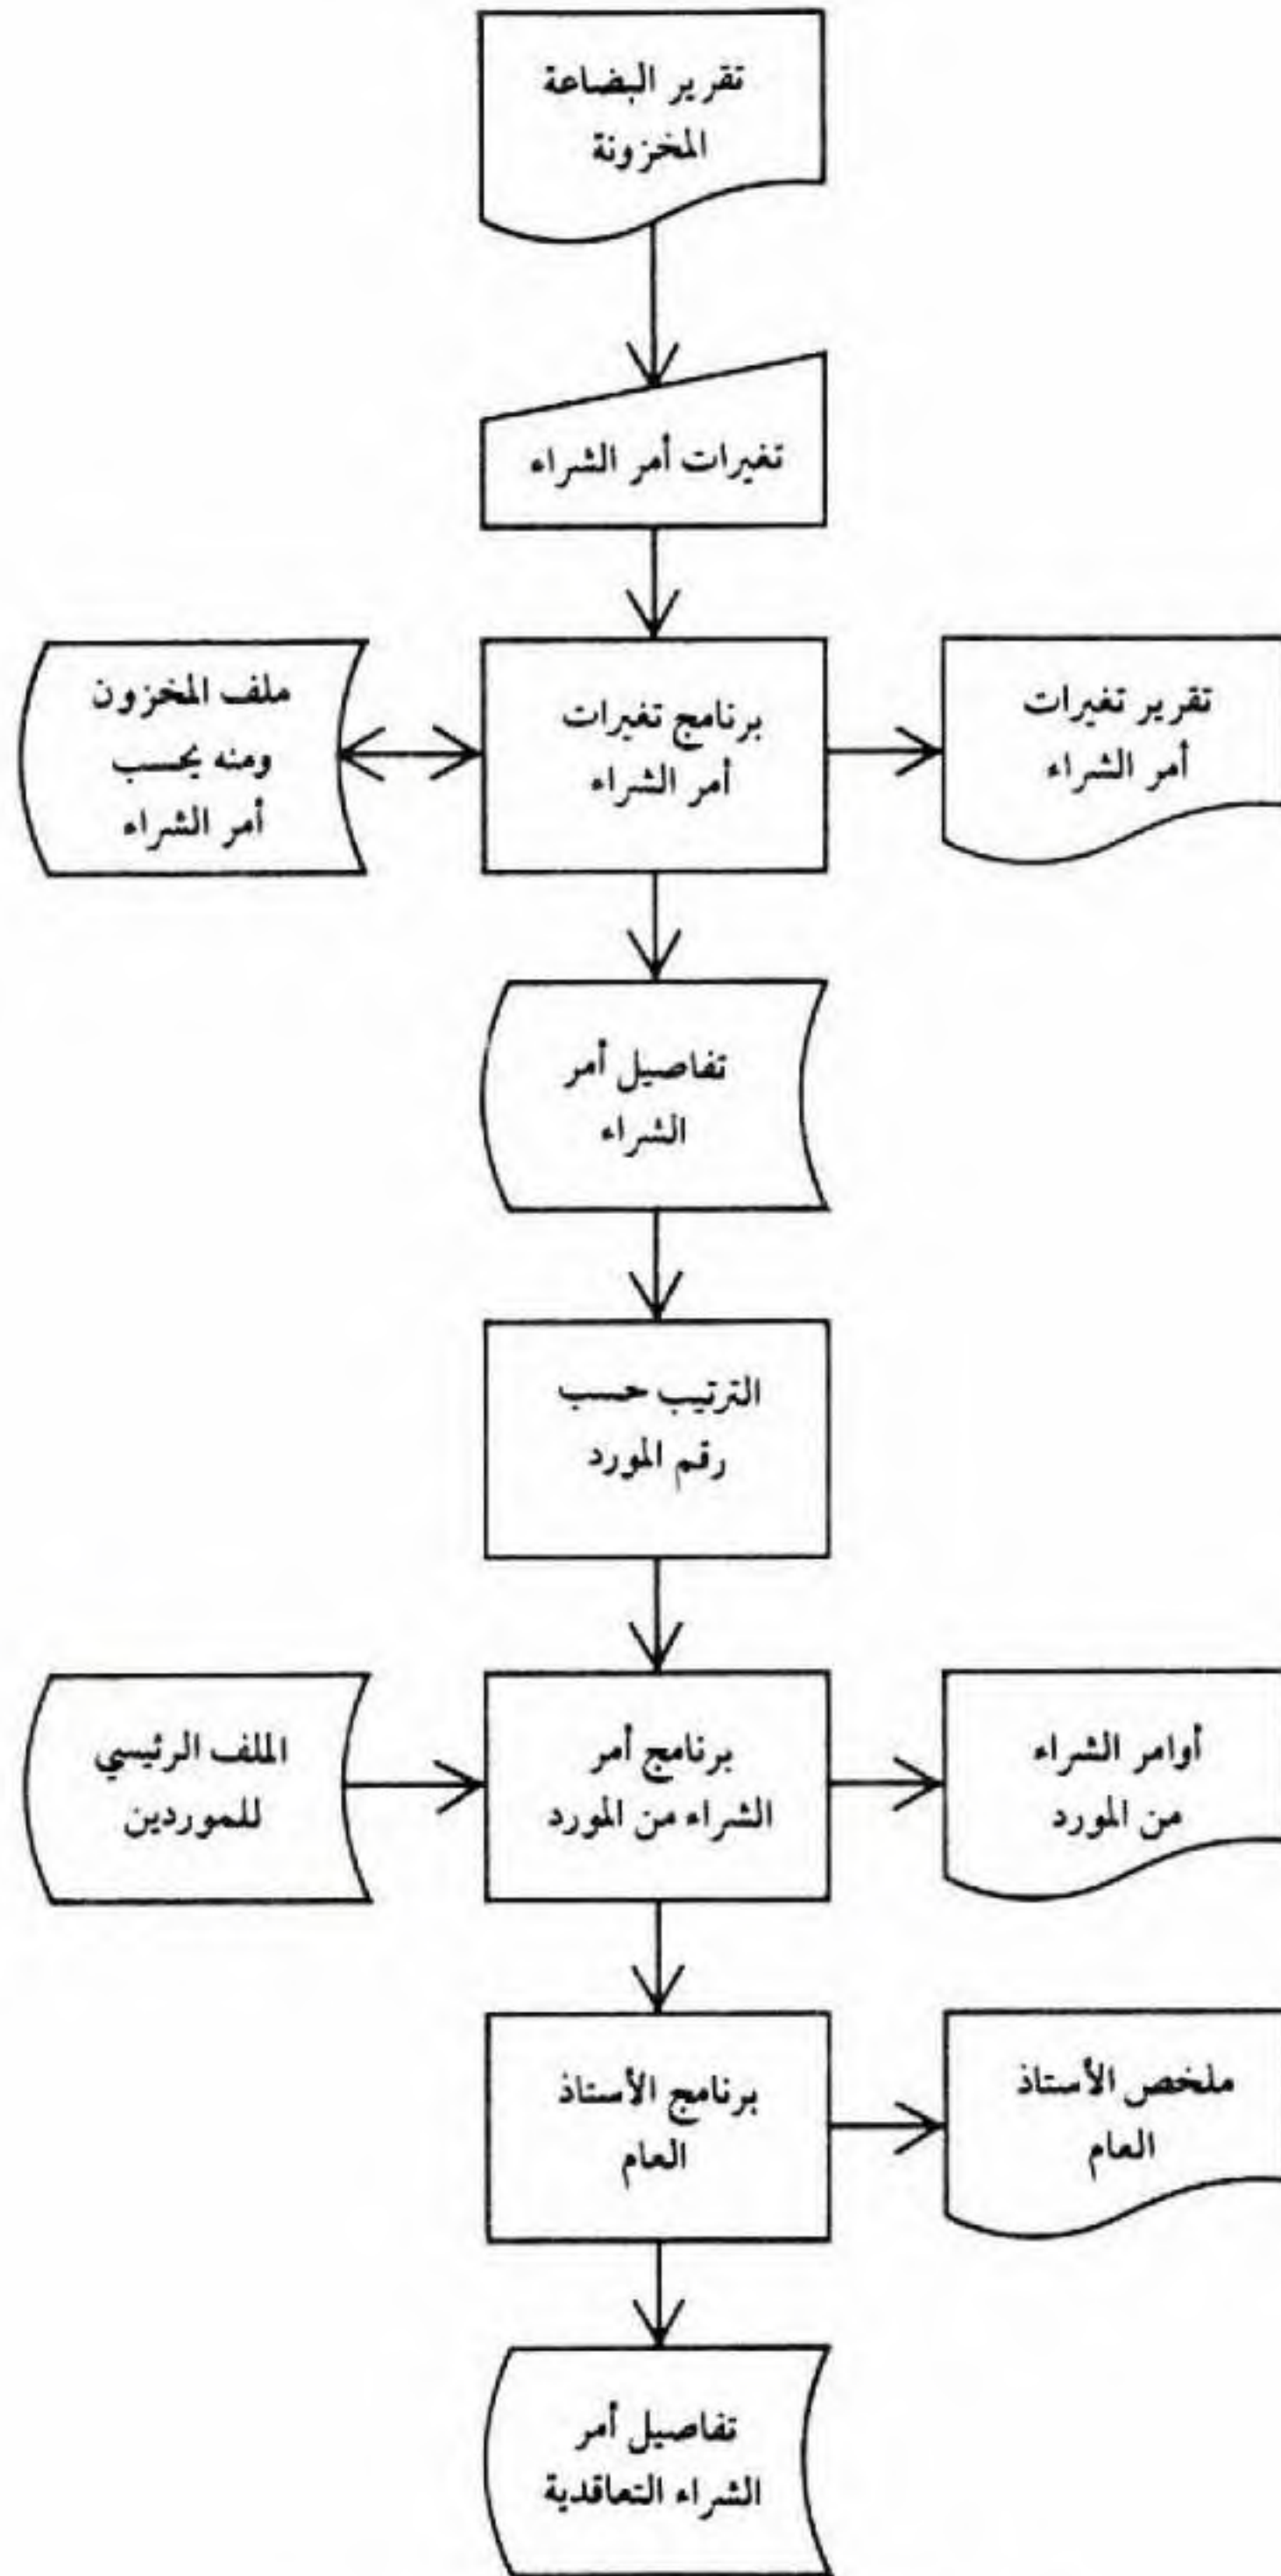 تقرير البضاعة
المخزونة
تغيرات أمر الشراء
تقرير تغيرات
أمر الشراء
برنامج تغيرات
أمر الشراء
ملف المخزون
ومنه يحسب
أمر الشراء
تفاصيل أمر
الشراء
الترتيب حسب
رقم المورد
أوامر الشراء
من المورد
برنامج أمر
الشراء من المورد
الملف الرئيسي
للموردين
ملخص الأستاذ
العام
برنامج الأستاذ
العام
تفاصيل أمر
الشراء التعاقدية